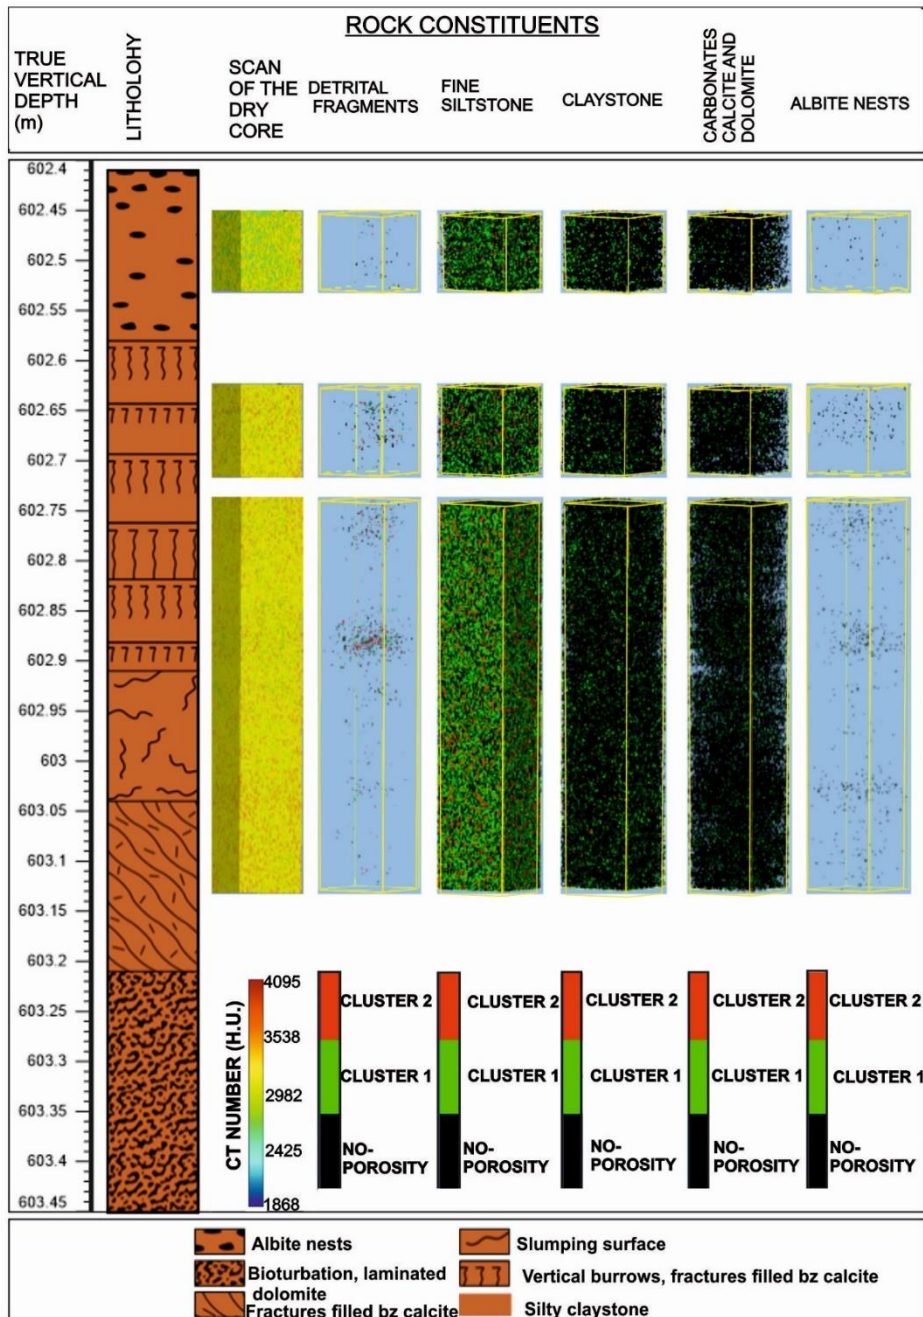 ROCK CONSTITUENTS
TRUE
VERTICAL
DEPTH
(m)
LITHOLOHY
SCAN
OF THE
DRY
CORE
DETRITAL
FRAGMENTS
FINE
SILTSTONE
CLAYSTONE
CARBONATES
CALCITE AND
DOLOMITE
ALBITE NESTS
602.4
602.45
602.5
602.55
602.6
602.65
602.7
602.75
602.8
602.85
602.9
602.95
603
603.05
603.1
603.15
603.2
603.25
603.3
603.35
603.4
603.45
CT NUMBER (H.U.)
4095
3538
2982
2425
1868
CLUSTER 2
CLUSTER 1
NO-
POROSITY
CLUSTER 2
CLUSTER 1
NO-
POROSITY
CLUSTER 2
CLUSTER 1
NO-
POROSITY
CLUSTER 2
CLUSTER 1
NO-
POROSITY
CLUSTER 2
CLUSTER 1
NO-
POROSITY
Albite nests
Bioturbation, laminated
dolomite
Fractures filled bz calcite
Slumping surface
Vertical burrows, fractures filled bz calcite
Silty claystone